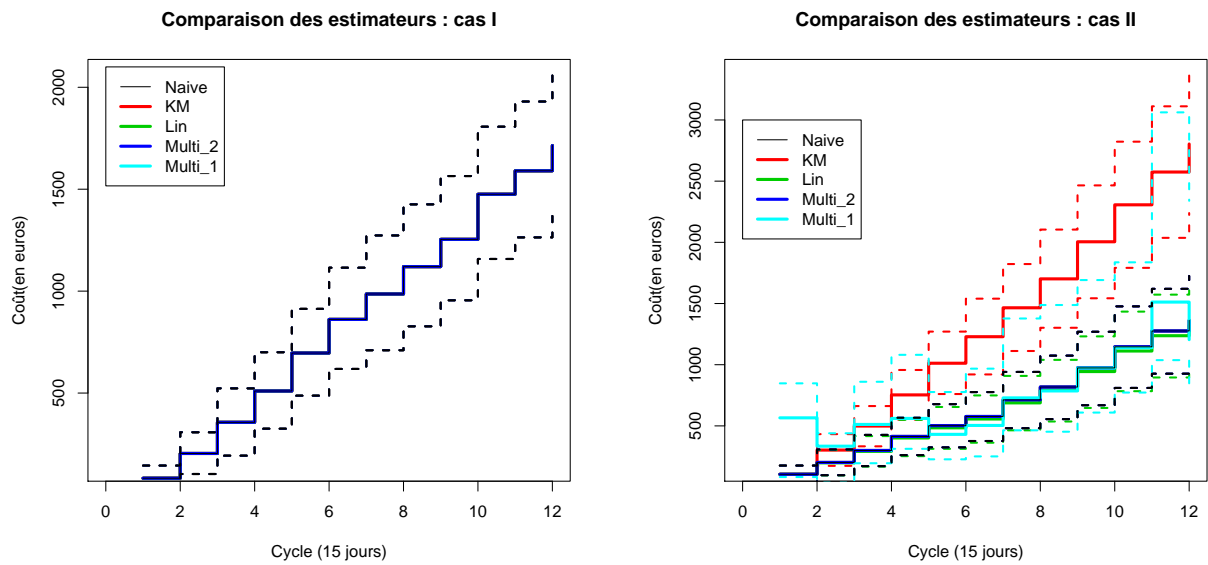 Comparaison des estimateurs : cas I
Coût(en euros)
2000
1500
1000
500
Naive
KM
Lin
Multi_2
Multi_1
0 2 4 6 8 10 12
Cycle (15 jours)
Comparaison des estimateurs : cas II
Coût(en euros)
3000
2500
2000
1500
1000
500
Naive
KM
Lin
Multi_2
Multi_1
0 2 4 6 8 10 12
Cycle (15 jours)